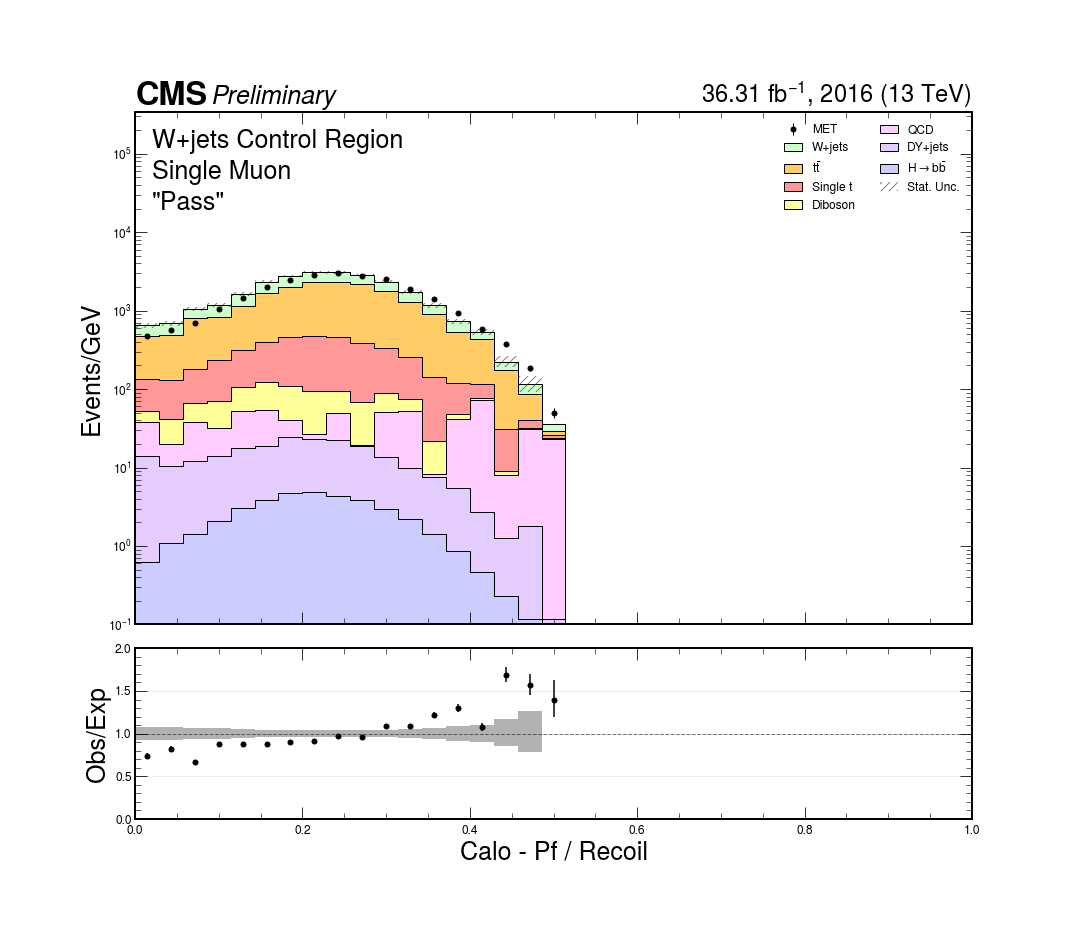 CMS Preliminary
36.31 fb⁻¹, 2016 (13 TeV)
W+jets Control Region
Single Muon
"Pass"
MET
W+jets
tt̄
Single t
Diboson
QCD
DY+jets
H→bb̄
Stat. Unc.
Events/GeV
10⁵
10⁴
10³
10²
10¹
10⁰
10⁻¹
Obs/Exp
2.0
1.5
1.0
0.5
0.0
0.0 0.2 0.4 0.6 0.8 1.0
Calo - Pf / Recoil